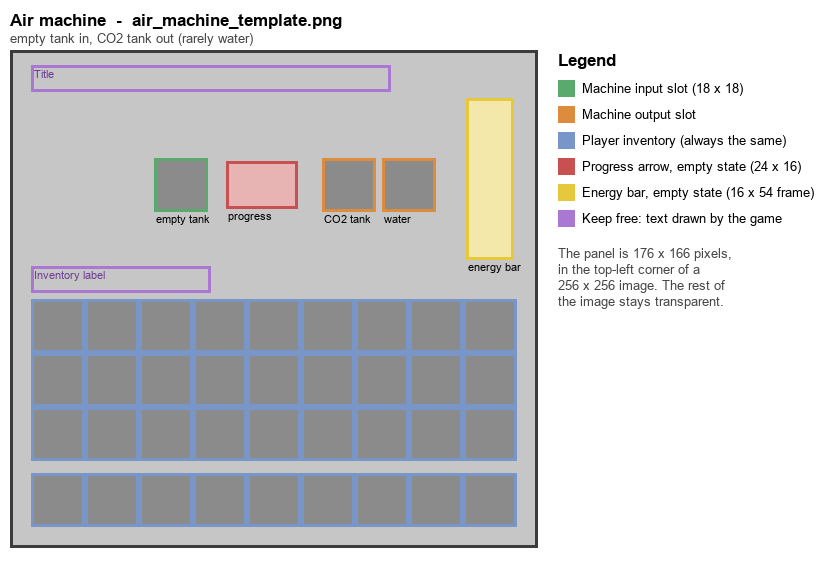 Air machine - air_machine_template.png
empty tank in, CO2 tank out (rarely water)
Title
empty tank
progress
CO2 tank
water
energy bar
Inventory label
Legend
Machine input slot (18 x 18)
Machine output slot
Player inventory (always the same)
Progress arrow, empty state (24 x 16)
Energy bar, empty state (16 x 54 frame)
Keep free: text drawn by the game
The panel is 176 x 166 pixels,
in the top-left corner of a
256 x 256 image. The rest of
the image stays transparent.